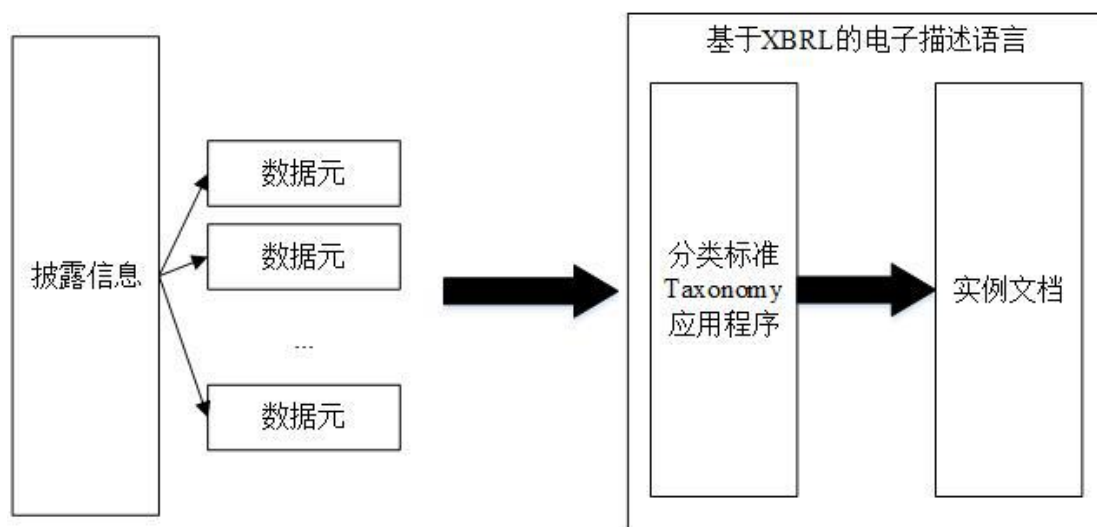 披露信息
数据元
数据元
...
数据元
基于XBRL的电子描述语言
分类标准
Taxonomy
应用程序
实例文档